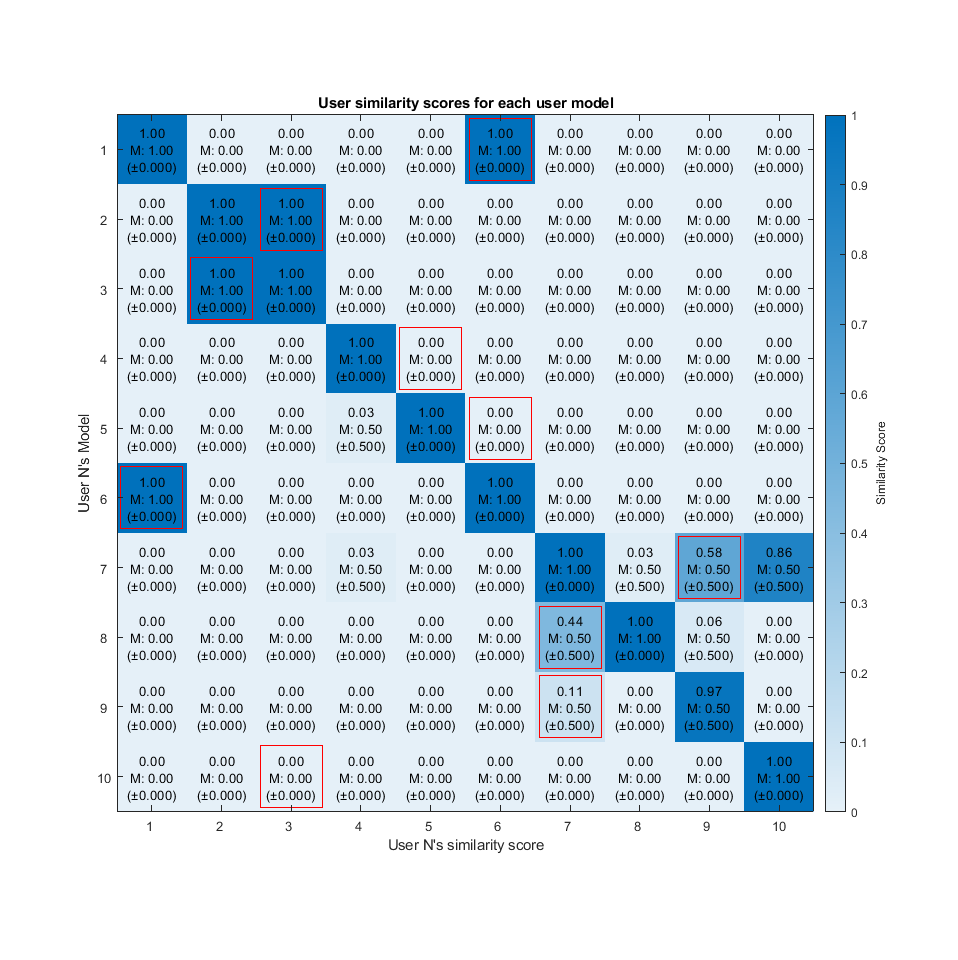 User similarity scores for each user model
1.00 0.00 0.00 0.00 0.00 1.00 0.00 0.00 0.00 0.00
1 M: 1.00 M: 0.00 M: 0.00 M: 0.00 M: 0.00 M: 1.00 M: 0.00 M: 0.00 M: 0.00 M: 0.00
(±0.000) (±0.000) (±0.000) (±0.000) (±0.000) (±0.000) (±0.000) (±0.000) (±0.000) (±0.000)
0.00 1.00 1.00 0.00 0.00 0.00 0.00 0.00 0.00 0.00
2 M: 0.00 M: 1.00 M: 1.00 M: 0.00 M: 0.00 M: 0.00 M: 0.00 M: 0.00 M: 0.00 M: 0.00
(±0.000) (±0.000) (±0.000) (±0.000) (±0.000) (±0.000) (±0.000) (±0.000) (±0.000) (±0.000)
0.00 1.00 1.00 0.00 0.00 0.00 0.00 0.00 0.00 0.00
3 M: 0.00 M: 1.00 M: 1.00 M: 0.00 M: 0.00 M: 0.00 M: 0.00 M: 0.00 M: 0.00 M: 0.00
(±0.000) (±0.000) (±0.000) (±0.000) (±0.000) (±0.000) (±0.000) (±0.000) (±0.000) (±0.000)
0.00 0.00 0.00 1.00 0.00 0.00 0.00 0.00 0.00 0.00
4 M: 0.00 M: 0.00 M: 0.00 M: 1.00 M: 0.00 M: 0.00 M: 0.00 M: 0.00 M: 0.00 M: 0.00
(±0.000) (±0.000) (±0.000) (±0.000) (±0.000) (±0.000) (±0.000) (±0.000) (±0.000) (±0.000)
0.00 0.00 0.00 0.03 1.00 0.00 0.00 0.00 0.00 0.00
5 M: 0.00 M: 0.00 M: 0.00 M: 0.50 M: 1.00 M: 0.00 M: 0.00 M: 0.00 M: 0.00 M: 0.00
(±0.000) (±0.000) (±0.000) (±0.500) (±0.000) (±0.000) (±0.000) (±0.000) (±0.000) (±0.000)
1.00 0.00 0.00 0.00 0.00 1.00 0.00 0.00 0.00 0.00
6 M: 1.00 M: 0.00 M: 0.00 M: 0.00 M: 0.00 M: 1.00 M: 0.00 M: 0.00 M: 0.00 M: 0.00
(±0.000) (±0.000) (±0.000) (±0.000) (±0.000) (±0.000) (±0.000) (±0.000) (±0.000) (±0.000)
0.00 0.00 0.00 0.03 0.00 0.00 1.00 0.03 0.58 0.86
7 M: 0.00 M: 0.00 M: 0.00 M: 0.50 M: 0.00 M: 0.00 M: 1.00 M: 0.50 M: 0.50 M: 0.50
(±0.000) (±0.000) (±0.000) (±0.500) (±0.000) (±0.000) (±0.000) (±0.500) (±0.500) (±0.500)
0.00 0.00 0.00 0.00 0.00 0.00 0.44 1.00 0.06 0.00
8 M: 0.00 M: 0.00 M: 0.00 M: 0.00 M: 0.00 M: 0.00 M: 0.50 M: 1.00 M: 0.50 M: 0.00
(±0.000) (±0.000) (±0.000) (±0.000) (±0.000) (±0.000) (±0.500) (±0.000) (±0.500) (±0.000)
0.00 0.00 0.00 0.00 0.00 0.00 0.11 0.00 0.97 0.00
9 M: 0.00 M: 0.00 M: 0.00 M: 0.00 M: 0.00 M: 0.00 M: 0.50 M: 0.00 M: 0.50 M: 0.00
(±0.000) (±0.000) (±0.000) (±0.000) (±0.000) (±0.000) (±0.500) (±0.000) (±0.500) (±0.000)
0.00 0.00 0.00 0.00 0.00 0.00 0.00 0.00 0.00 1.00
10 M: 0.00 M: 0.00 M: 0.00 M: 0.00 M: 0.00 M: 0.00 M: 0.00 M: 0.00 M: 0.00 M: 1.00
(±0.000) (±0.000) (±0.000) (±0.000) (±0.000) (±0.000) (±0.000) (±0.000) (±0.000) (±0.000)
1 2 3 4 5 6 7 8 9 10
User N's similarity score
User N's Model
1
0.9
0.8
0.7
0.6
0.5
0.4
0.3
0.2
0.1
0
Similarity Score